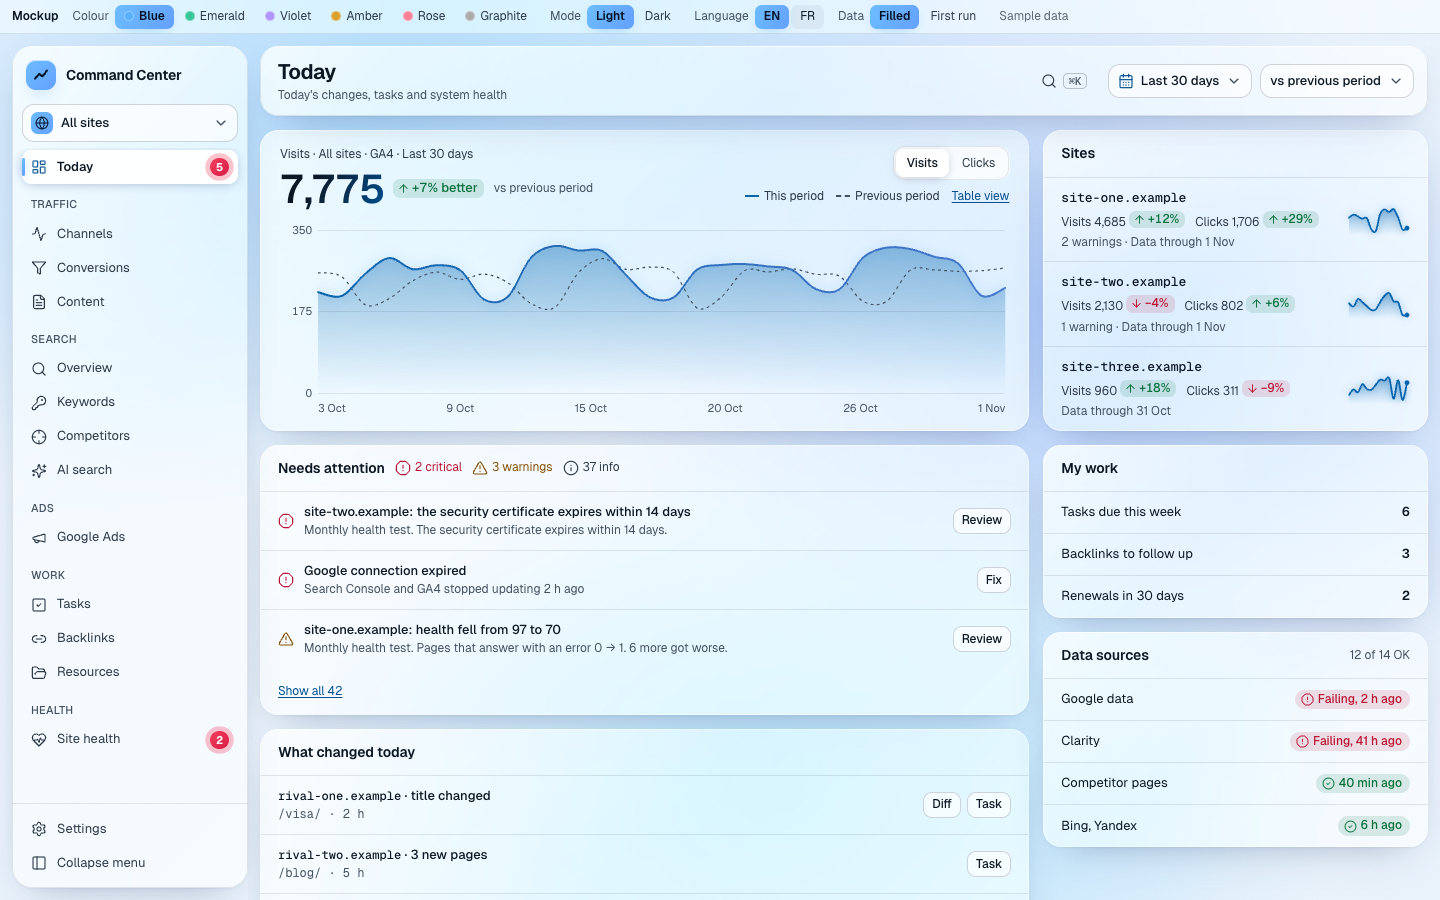 Mockup Colour Blue Emerald Violet Amber Rose Graphite Mode Light Dark Language EN FR Data Filled First run Sample data
Command Center
All sites
Today 5
TRAFFIC
Channels
Conversions
Content
SEARCH
Overview
Keywords
Competitors
AI search
ADS
Google Ads
WORK
Tasks
Backlinks
Resources
HEALTH
Site health 2
Settings
Collapse menu
Today
Today's changes, tasks and system health
⌘K
Last 30 days
vs previous period
Visits · All sites · GA4 · Last 30 days
7,775 ↑ +7% better vs previous period
Visits Clicks
This period Previous period Table view
350
175
0
3 Oct 9 Oct 15 Oct 20 Oct 26 Oct 1 Nov
Needs attention 2 critical 3 warnings 37 info
site-two.example: the security certificate expires within 14 days
Monthly health test. The security certificate expires within 14 days.
Review
Google connection expired
Search Console and GA4 stopped updating 2 h ago
Fix
site-one.example: health fell from 97 to 70
Monthly health test. Pages that answer with an error 0 → 1. 6 more got worse.
Review
Show all 42
What changed today
rival-one.example · title changed
/visa/ · 2 h
Diff Task
rival-two.example · 3 new pages
/blog/ · 5 h
Task
Sites
site-one.example
Visits 4,685 ↑ +12% Clicks 1,706 ↑ +29%
2 warnings · Data through 1 Nov
site-two.example
Visits 2,130 ↓ −4% Clicks 802 ↑ +6%
1 warning · Data through 1 Nov
site-three.example
Visits 960 ↑ +18% Clicks 311 ↓ −9%
Data through 31 Oct
My work
Tasks due this week 6
Backlinks to follow up 3
Renewals in 30 days 2
Data sources 12 of 14 OK
Google data Failing, 2 h ago
Clarity Failing, 41 h ago
Competitor pages 40 min ago
Bing, Yandex 6 h ago